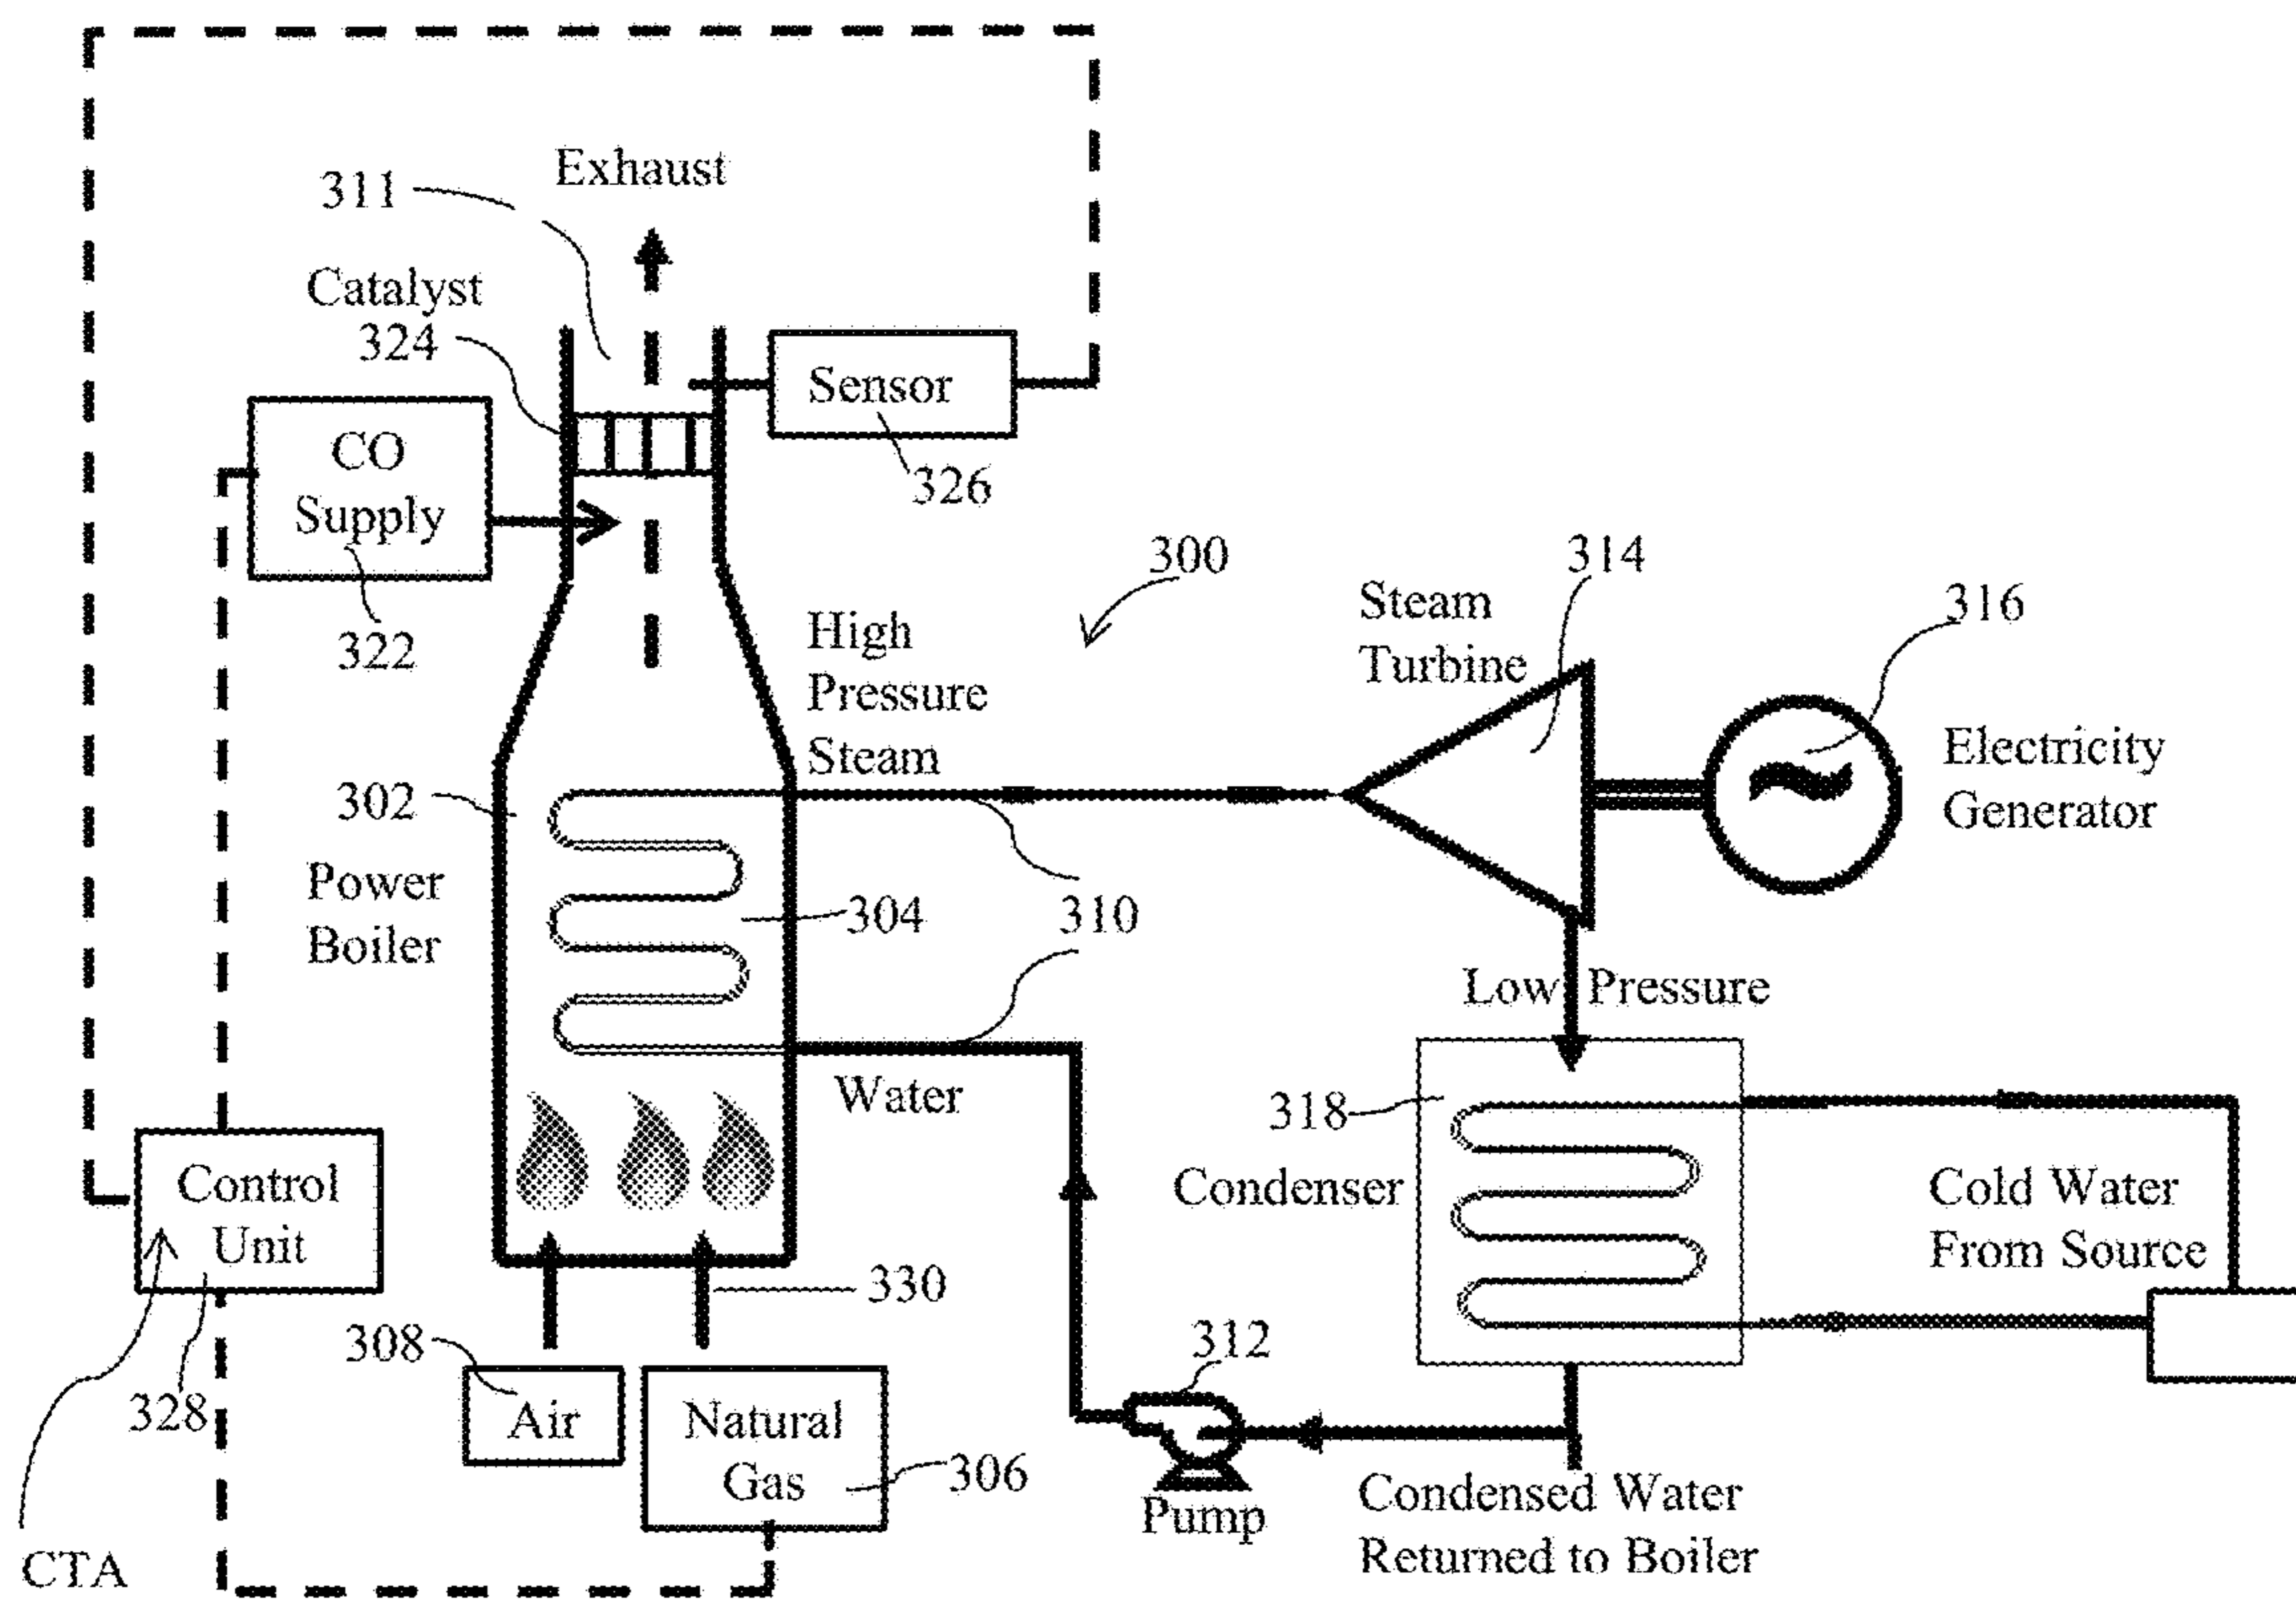 Exhaust
311
Catalyst
324
Sensor
326
CO
Supply
322
300
314
Steam
Turbine
316
High
Pressure
Steam
Electricity
Generator
302
Power
Boiler
304
310
Low Pressure
Water
318
Condenser
Control
Unit
Cold Water
From Source
330
308
312
328
Air
Natural
Gas
306
Pump
Condensed Water
Returned to Boiler
CTA